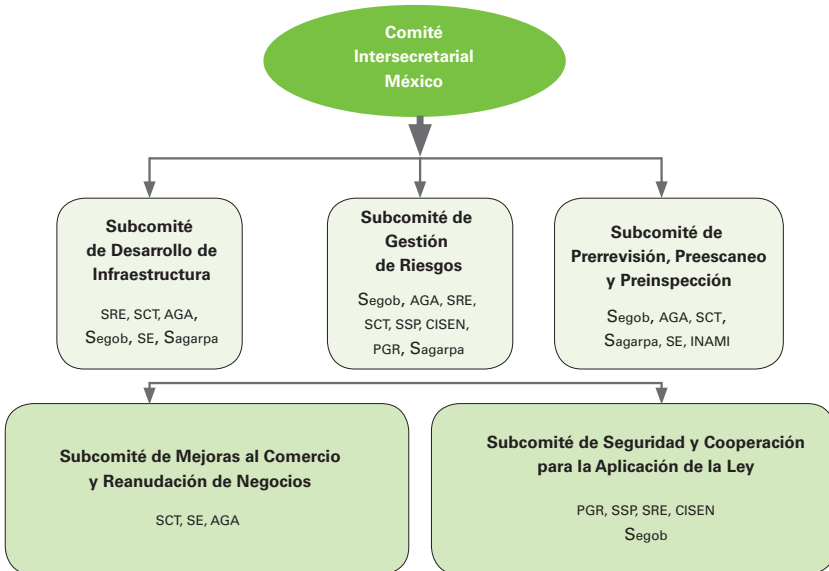 Comité
Intersecretarial
México
Subcomité
de Desarrollo de
Infraestructura
SRE, SCT, AGA,
Segob, SE, Sagarpa
Subcomité de
Gestión
de Riesgos
Segob, AGA, SRE,
SCT, SSP, CISEN,
PGR, Sagarpa
Subcomité de
Prerrevisión, Preescaneo
y Preinspección
Segob, AGA, SCT,
Sagarpa, SE, INAMI
Subcomité de Mejoras al Comercio
y Reanudación de Negocios
SCT, SE, AGA
Subcomité de Seguridad y Cooperación
para la Aplicación de la Ley
PGR, SSP, SRE, CISEN
Segob